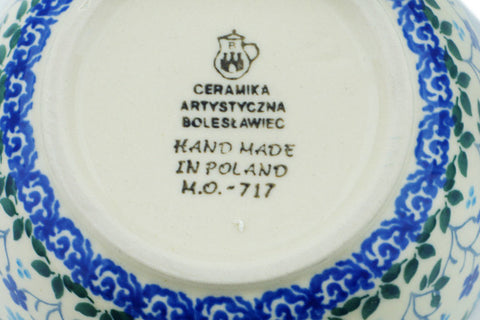 CERAMIKA
ARTYSTYCZNA
BOLESŁAWIEC
HAND MADE
IN POLAND
M.O.-717